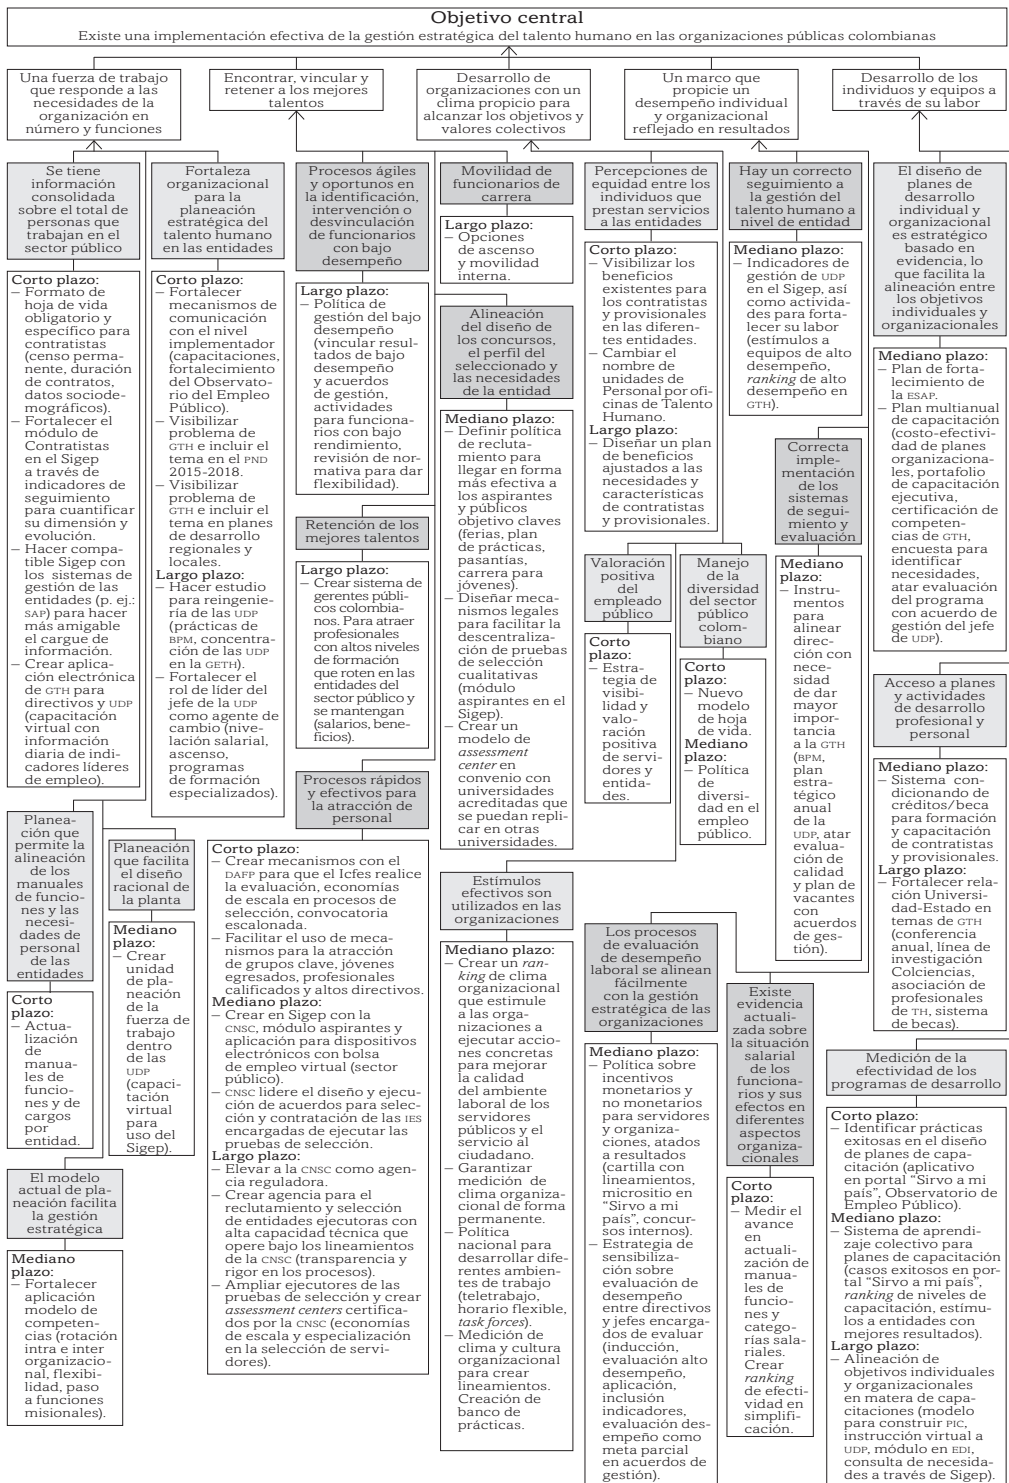 Objetivo central
Existe una implementación efectiva de la gestión estratégica del talento humano en las organizaciones públicas colombianas
Una fuerza de trabajo
que responde a las
necesidades de la
organización en
número y funciones
Encontrar, vincular y
retener a los mejores
talentos
Desarrollo de
organizaciones con un
clima propicio para
alcanzar los objetivos y
valores colectivos
Un marco que
propicie un
desempeño individual
y organizacional
reflejado en resultados
Desarrollo de los
individuos y equipos a
través de su labor
Se tiene
información
consolidada
sobre el total de
personas que
trabajan en el
sector público
Corto plazo:
– Formato de
hoja de vida
obligatorio y
específico para
contratistas
(censo perma-
nente, duración
de contratos,
datos sociode-
mográficos).
– Fortalecer el
módulo de
Contratistas
en el Sigep
a través de
indicadores de
seguimiento
para cuantificar
su dimensión y
evolución.
– Hacer compa-
tible Sigep con
los sistemas de
gestión de las
entidades (p. ej.:
SAP) para hacer
más amigable
el cargue de
información.
– Crear aplica-
ción electrónica
de GTH para
directivos y UDP
(capacitación
virtual con
información
diaria de indi-
cadores líderes
de empleo).
Fortaleza
organizacional
para la
planeación
estratégica del
talento humano
en las entidades
Corto plazo:
– Fortalecer
mecanismos de
comunicación
con el nivel
implementador
(capacitaciones,
fortalecimiento
del Observato-
rio del Empleo
Público).
– Visibilizar
problema de
GTH e incluir el
tema en el PND
2015-2018.
– Visibilizar
problema de
GTH e incluir el
tema en planes
de desarrollo
regionales y
locales.
Largo plazo:
– Hacer estudio
para reingenie-
ría de las UDP
(prácticas de
BPM, concentra-
ción de las UDP
en la GETH).
– Fortalecer el
rol de líder del
jefe de la UDP
como agente de
cambio (nive-
lación salarial,
ascenso,
programas
de formación
especializados).
Planea-
ción que
permite la
alineación
de los
manuales
de funcio-
nes y las
necesi-
dades de
personal de
las entidades
Corto
plazo:
– Actua-
lización
de
manua-
les de
funcio-
nes y de
cargos
por
entidad.
Planeación
que facilita
el diseño
racional de
la planta
Mediano
plazo:
– Crear
unidad
de pla-
neación
de la
fuerza de
trabajo
dentro
de las
UDP
(capaci-
tación
virtual
para
uso del
Sigep).
El modelo
actual de pla-
neación facilita
la gestión
estratégica
Mediano
plazo:
– Fortalecer
aplicación
modelo de
competen-
cias (rotación
intra e inter
organizacio-
nal, flexibi-
lidad, paso
a funciones
misionales).
Procesos ágiles
y oportunos en
la identificación,
intervención o
desvinculación
de funcionarios
con bajo
desempeño
Largo plazo:
– Política de
gestión del bajo
desempeño
(vincular resul-
tados de bajo
desempeño
y acuerdos
de gestión,
actividades
para funciona-
rios con bajo
rendimiento,
revisión de nor-
mativa para dar
flexibilidad).
Retención de los
mejores talentos
Largo plazo:
– Crear sistema de
gerentes públi-
cos colombia-
nos. Para atraer
profesionales
con altos niveles
de formación
que roten en las
entidades del
sector público y
se mantengan
(salarios, bene-
ficios).
Procesos rápidos
y efectivos para
la atracción de
personal
Corto plazo:
– Crear mecanismos con el
DAFP para que el Icfes realice
la evaluación, economías
de escala en procesos de
selección, convocatoria
escalonada.
– Facilitar el uso de meca-
nismos para la atracción
de grupos clave, jóvenes
egresados, profesionales
calificados y altos directivos.
Mediano plazo:
– Crear en Sigep con la
CNSC, módulo aspirantes y
aplicación para dispositivos
electrónicos con bolsa
de empleo virtual (sector
público).
– CNSC lidere el diseño y ejecu-
ción de acuerdos para selec-
ción y contratación de las IES
encargadas de ejecutar las
pruebas de selección.
Largo plazo:
– Elevar a la CNSC como agen-
cia reguladora.
– Crear agencia para el
reclutamiento y selección
de entidades ejecutoras con
alta capacidad técnica que
opere bajo los lineamientos
de la CNSC (transparencia y
rigor en los procesos).
– Ampliar ejecutores de las
pruebas de selección y crear
assessment centers certifica-
dos por la CNSC (economías
de escala y especialización
en la selección de servi-
dores).
Movilidad de
funcionarios de
carrera
Largo plazo:
– Opciones
de ascenso
y movilidad
interna.
Alineación
del diseño de
los concursos,
el perfil del
seleccionado y
las necesidades
de la entidad
Mediano plazo:
– Definir política
de recluta-
miento para
llegar en forma
más efectiva a
los aspirantes
y públicos
objetivo claves
(ferias, plan
de prácticas,
pasantías,
carrera para
jóvenes).
– Diseñar meca-
nismos legales
para facilitar la
descentraliza-
ción de pruebas
de selección
cualitativas
(módulo
aspirantes en el
Sigep).
– Crear un
modelo de
assessment
center en
convenio con
universidades
acreditadas que
se puedan repli-
car en otras
universidades.
Percepciones de
equidad entre los
individuos que
prestan servicios
a las entidades
Corto plazo:
– Visibilizar los
beneficios
existentes para
los contratistas
y provisionales
en las diferen-
tes entidades.
– Cambiar el
nombre de
unidades de
Personal por ofi-
cinas de Talento
Humano.
Largo plazo:
– Diseñar un plan
de beneficios
ajustados a las
necesidades y
características
de contratistas
y provisionales.
Valoración
positiva
del
empleado
público
Corto
plazo:
– Estra-
tegia de
visibi-
lidad y
valo-
ración
positiva
de servi-
dores y
entida-
des.
Manejo
de la
diversidad
del sector
público
colom-
biano
Corto
plazo:
– Nuevo
modelo
de hoja
de vida.
Mediano
plazo:
– Política
de
diversi-
dad en el
empleo
público.
Estímulos
efectivos son
utilizados en las
organizaciones
Mediano plazo:
– Crear un ran-
king de clima
organizacional
que estimule
a las orga-
nizaciones a
ejecutar accio-
nes concretas
para mejorar
la calidad
del ambiente
laboral de los
servidores
públicos y el
servicio al
ciudadano.
– Garantizar
medición de
clima organiza-
cional de forma
permanente.
– Política
nacional para
desarrollar dife-
rentes ambien-
tes de trabajo
(teletrabajo,
horario flexible,
task forces).
– Medición de
clima y cultura
organizacional
para crear
lineamientos.
Creación de
banco de
prácticas.
Hay un correcto
seguimiento a
la gestión del
talento humano a
nivel de entidad
Mediano plazo:
– Indicadores de
gestión de UDP
en el Sigep, así
como activida-
des para forta-
lecer su labor
(estímulos a
equipos de alto
desempeño,
ranking de alto
desempeño en
GTH).
Correcta
imple-
mentación
de los
sistemas
de segui-
miento y
evaluación
Mediano
plazo:
– Instru-
mentos
para
alinear
direc-
ción con
nece-
sidad
de dar
mayor
impor-
tancia
a la GTH
(BPM,
plan
estraté-
gico
anual
de la
UDP, atar
evalua-
ción de
calidad
y plan de
vacantes
con
acuerdos
de ges-
tión).
Los procesos
de evaluación
de desempeño
laboral se alinean
fácilmente
con la gestión
estratégica de las
organizaciones
Mediano plazo:
– Política sobre
incentivos
monetarios y
no monetarios
para servidores
y organiza-
ciones, atados
a resultados
(cartilla con
lineamientos,
micrositio en
“Sirvo a mi
país”, concur-
sos internos).
– Estrategia de
sensibiliza-
ción sobre
evaluación de
desempeño
entre directivos
y jefes encarga-
dos de evaluar
(inducción,
evaluación alto
desempeño,
aplicación,
inclusión
indicadores,
evaluación des-
empeño como
meta parcial
en acuerdos de
gestión).
Existe
evidencia
actuali-
zada sobre
la situación
salarial
de los
funciona-
rios y sus
efectos en
diferentes
aspectos
organiza-
cionales
Corto
plazo:
– Medir el
avance
en
actuali-
zación de
manua-
les de
funcio-
nes y
catego-
rías sala-
riales.
Crear
ranking
de efecti-
vidad en
simplifi-
cación.
El diseño
de planes de
desarrollo
individual y
organizacional
es estratégico
basado en
evidencia, lo
que facilita la
alineación entre
los objetivos
individuales y
organizacionales
Mediano plazo:
– Plan de forta-
lecimiento de
la ESAP.
– Plan multianual
de capacitación
(costo-efectivi-
dad de planes
organizaciona-
les, portafolio
de capacitación
ejecutiva,
certificación de
competen-
cias de GTH,
encuesta para
identificar
necesidades,
atar evaluación
del programa
con acuerdo de
gestión del jefe
de UDP).
Acceso a planes
y actividades
de desarrollo
profesional y
personal
Mediano plazo:
– Sistema con-
dicionando de
créditos/beca
para formación
y capacitación
de contratistas
y provisionales.
Largo plazo:
– Fortalecer rela-
ción Universi-
dad-Estado en
temas de GTH
(conferencia
anual, línea de
investigación
Colciencias,
asociación de
profesionales
de TH, sistema
de becas).
Medición de la
efectividad de los
programas de desarrollo
Corto plazo:
– Identificar prácticas
exitosas en el diseño
de planes de capa-
citación (aplicativo
en portal “Sirvo a mi
país”, Observatorio de
Empleo Público).
Mediano plazo:
– Sistema de aprendi-
zaje colectivo para
planes de capacitación
(casos exitosos en por-
tal “Sirvo a mi país”,
ranking de niveles de
capacitación, estímu-
los a entidades con
mejores resultados).
Largo plazo:
– Alineación de
objetivos individuales
y organizacionales
en matera de capa-
citaciones (modelo
para construir PIC,
instrucción virtual a
UDP, módulo en EDI,
consulta de necesida-
des a través de Sigep).